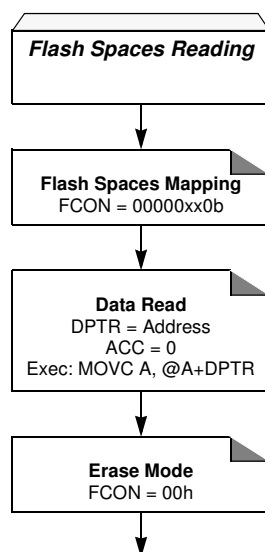 Flash Spaces Reading
Flash Spaces Mapping
FCON = 00000xx0b
Data Read
DPTR = Address
ACC = 0
Exec: MOVC A, @A+DPTR
Erase Mode
FCON = 00h